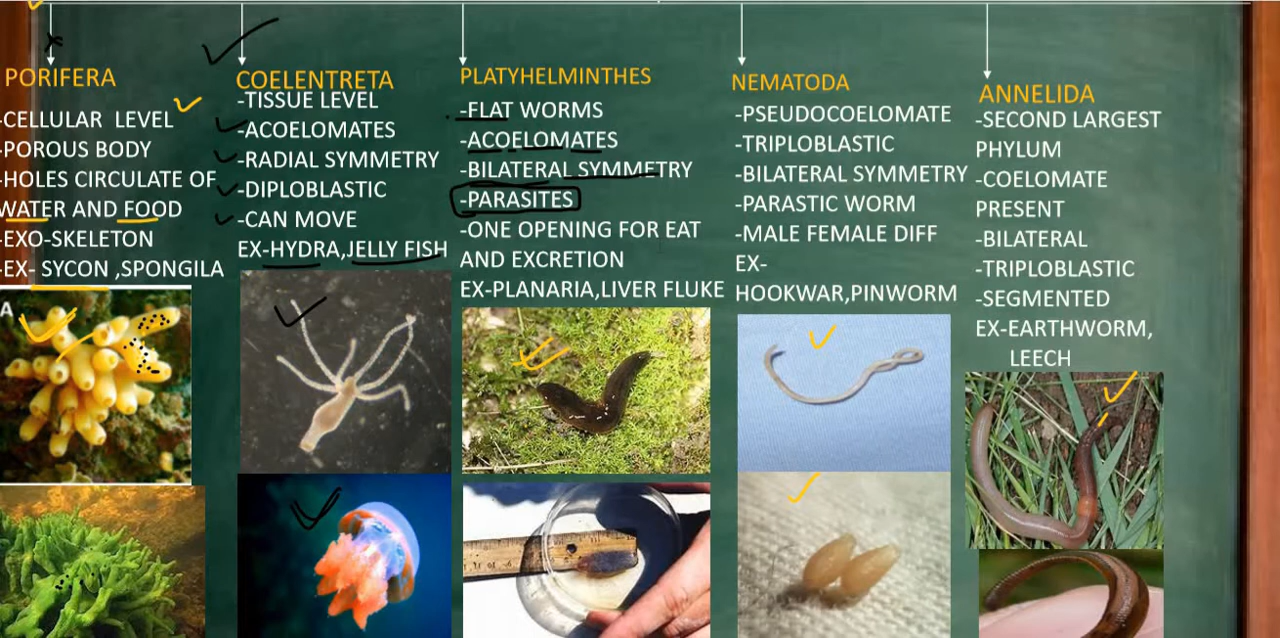 PORIFERA
-CELLULAR LEVEL
-POROUS BODY
-HOLES CIRCULATE OF
WATER AND FOOD
-EXO-SKELETON
-EX- SYCON ,SPONGILA
A
COELENTRETA
-TISSUE LEVEL
-ACOELOMATES
-RADIAL SYMMETRY
-DIPLOBLASTIC
-CAN MOVE
EX-HYDRA,JELLY FISH
PLATYHELMINTHES
-FLAT WORMS
-ACOELOMATES
-BILATERAL SYMMETRY
-PARASITES
-ONE OPENING FOR EAT
AND EXCRETION
EX-PLANARIA,LIVER FLUKE
NEMATODA
-PSEUDOCOELOMATE
-TRIPLOBLASTIC
-BILATERAL SYMMETRY
-PARASTIC WORM
-MALE FEMALE DIFF
EX-
HOOKWAR,PINWORM
ANNELIDA
-SECOND LARGEST
PHYLUM
-COELOMATE
PRESENT
-BILATERAL
-TRIPLOBLASTIC
-SEGMENTED
EX-EARTHWORM,
LEECH